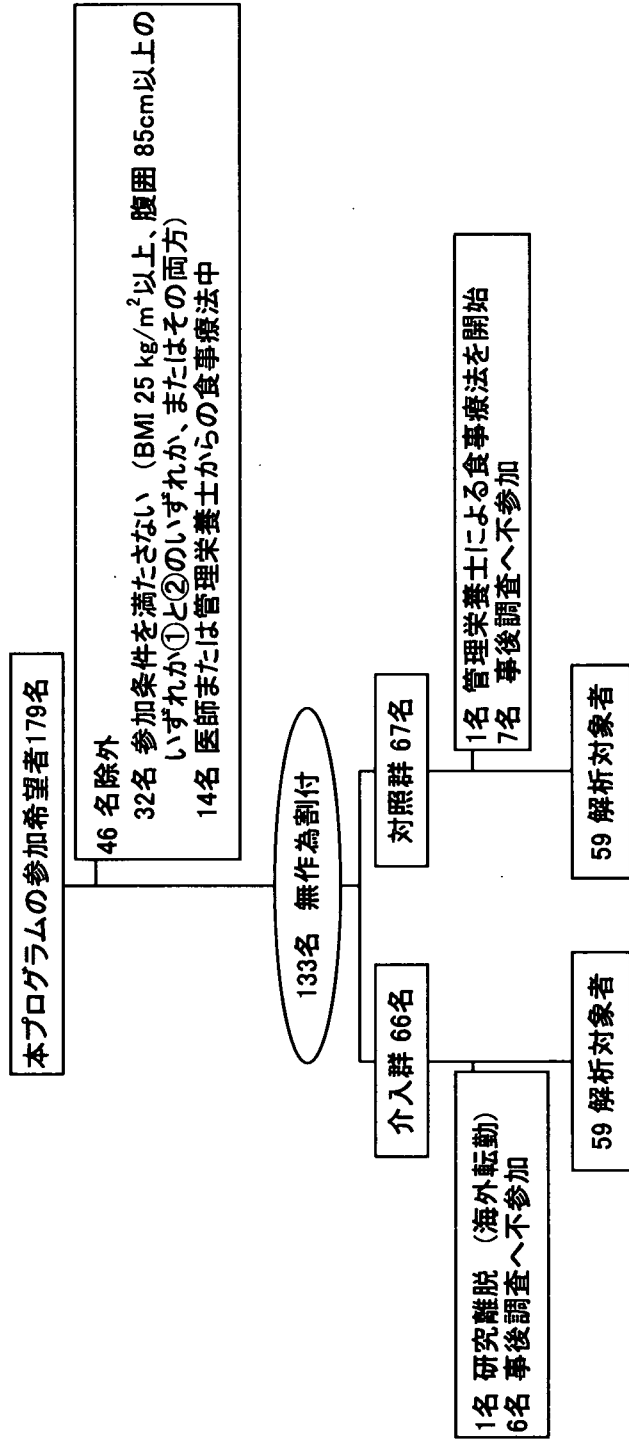 本プログラムの参加希望者179名
46 名除外
32名 参加条件を満たさない (BMI 25 kg/m²以上、腹囲 85cm以上の
いずれか①と②のいずれか、またはその両方)
14名 医師または管理栄養士からの食事療法中
133名 無作為割付
介入群 66名
対照群 67名
1名 研究離脱 (海外転勤)
6名 事後調査へ不参加
1名 管理栄養士による食事療法を開始
7名 事後調査へ不参加
59 解析対象者
59 解析対象者